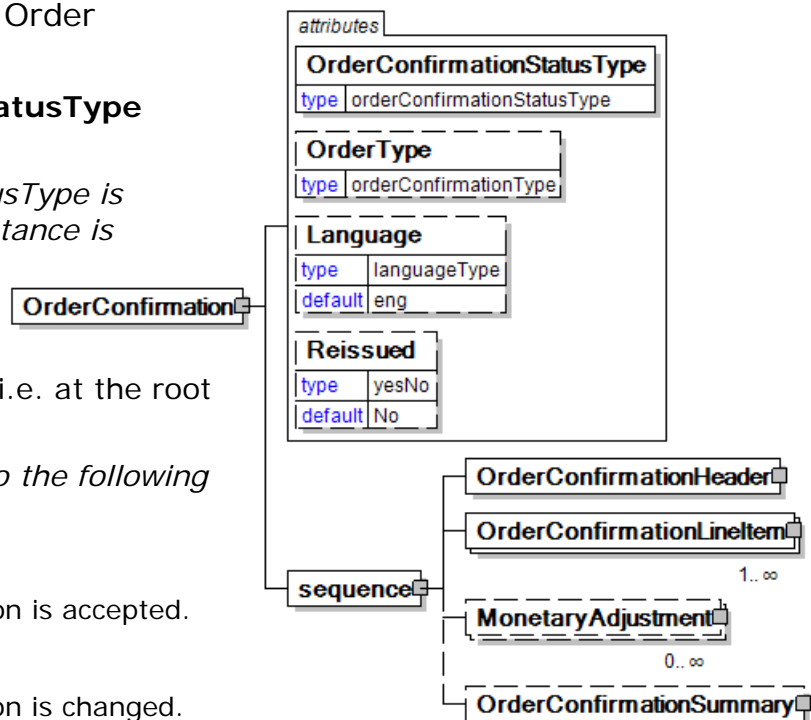 Order
atusType
usType is
tance is
i.e. at the root
o the following
on is accepted.
on is changed.
OrderConfirmation
attributes
OrderConfirmationStatusType
type orderConfirmationStatusType
OrderType
type orderConfirmationType
Language
type languageType
default eng
Reissued
type yesNo
default No
sequence
OrderConfirmationHeader
OrderConfirmationLineItem
1.. ∞
MonetaryAdjustment
0.. ∞
OrderConfirmationSummary